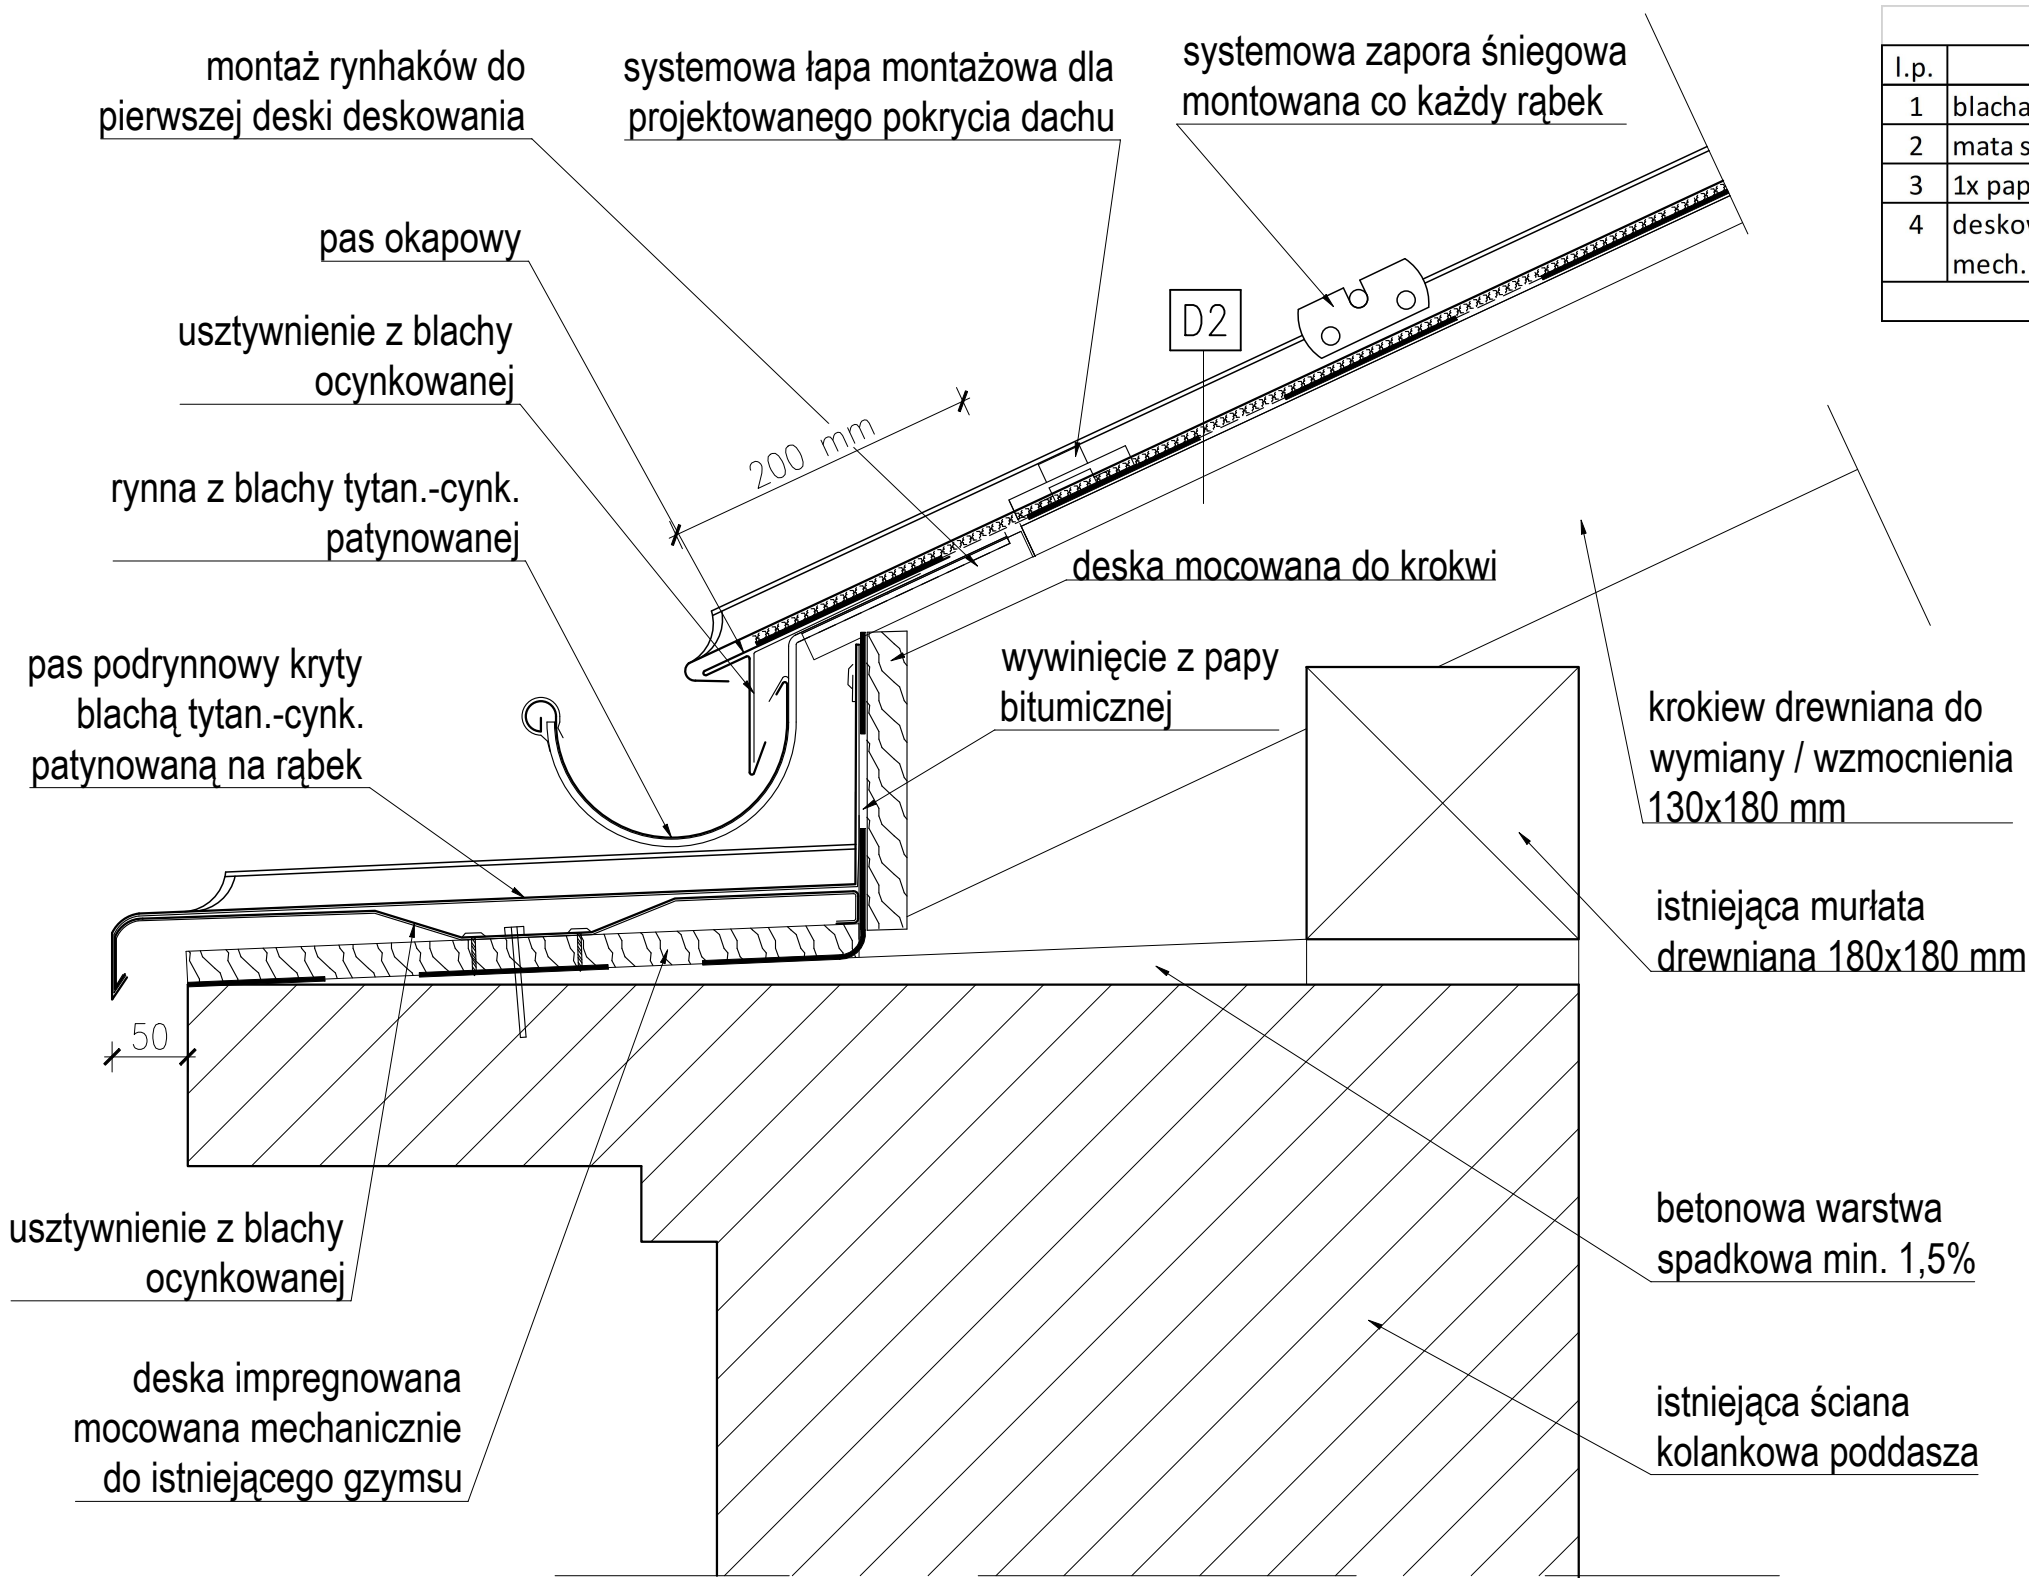 montaż rynhaków do
pierwszej deski deskowania
systemowa łapa montażowa dla
projektowanego pokrycia dachu
systemowa zapora śniegowa
montowana co każdy rąbek
l.p.
1 blacha
2 mata s
3 1x pap
4
mech.
pas okapowy
usztywnienie z blachy
ocynkowanej
D2
200 mm
rynna z blachy tytan.-cynk.
patynowanej
deska mocowana do krokwi
pas podrynnowy kryty
blachą tytan.-cynk.
patynowaną na rąbek
wywinięcie z papy
bitumicznej
krokiew drewniana do
wymiany / wzmocnienia
130x180 mm
istniejąca murłata
drewniana 180x180 mm
50
usztywnienie z blachy
ocynkowanej
betonowa warstwa
spadkowa min. 1,5%
deska impregnowana
mocowana mechanicznie
do istniejącego gzymsu
istniejąca ściana
kolankowa poddasza